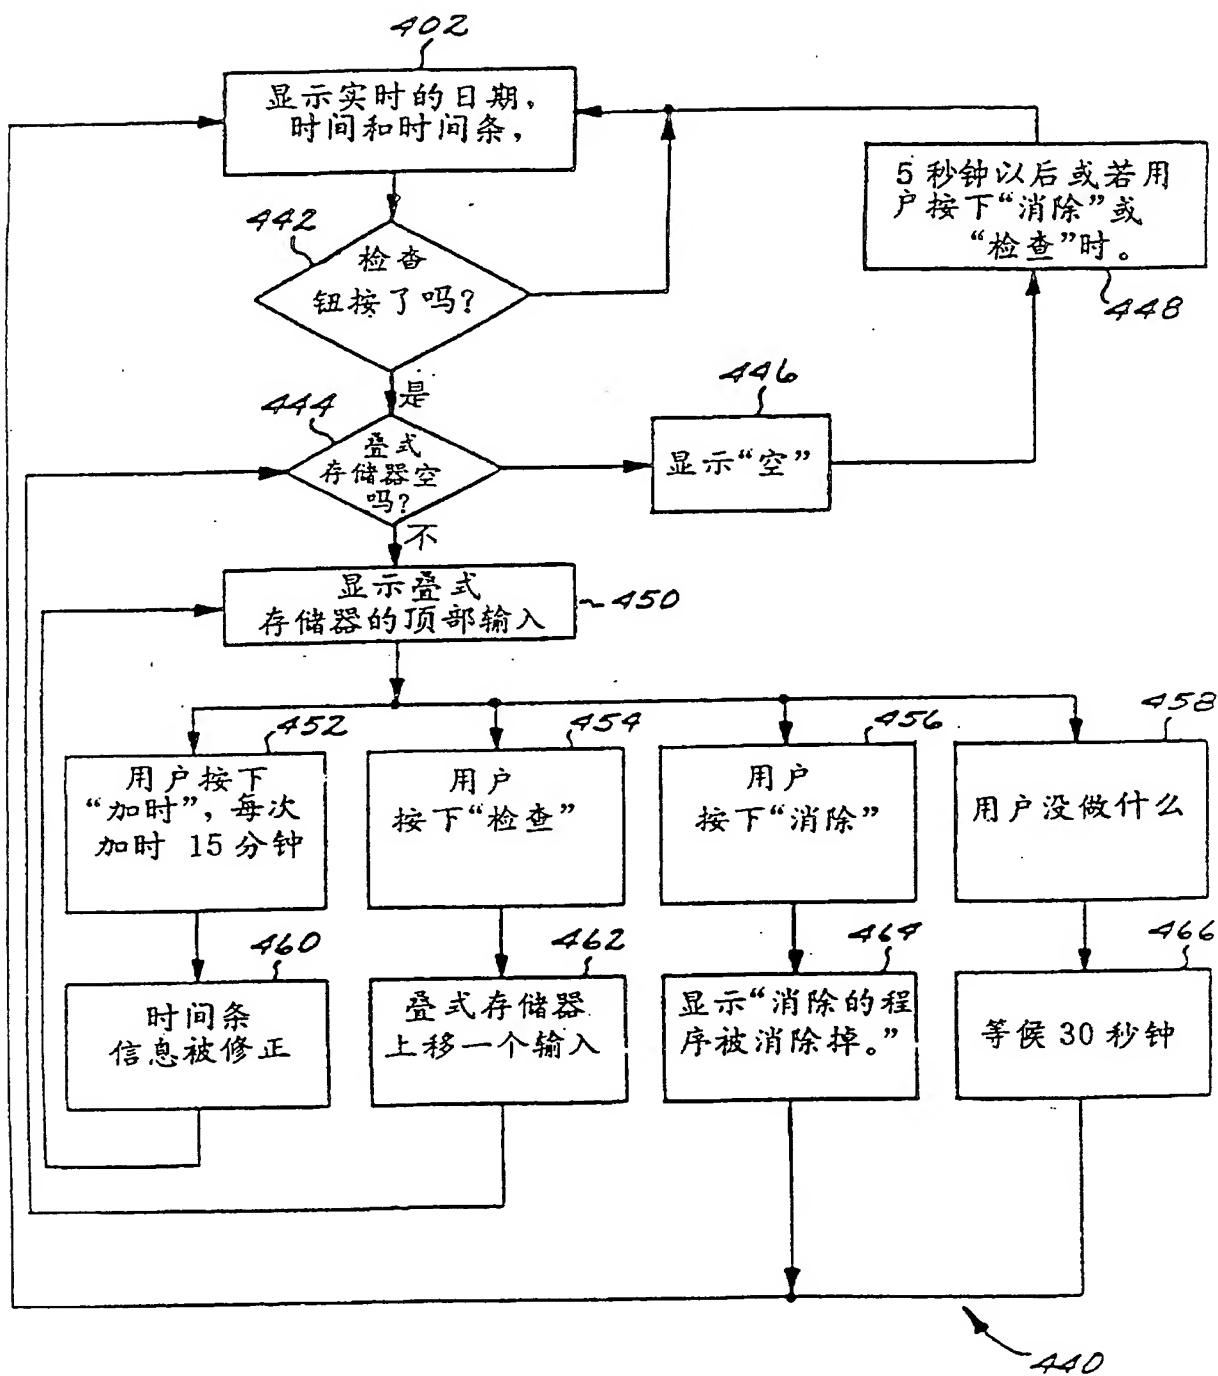 402
显示实时的日期,
时间和时间条,
442
检查
钮按了吗?
是
5秒钟以后或若用
户按下“消除”或
“检查”时。
448
444
叠式
存储器空
吗?
不
446
显示“空”
显示叠式
存储器的顶部输入
450
452
用户按下
“加时”,每次
加时 15分钟
454
用户
按下“检查”
456
用户
按下“消除”
458
用户没做什么
460
时间条
信息被修正
462
叠式存储器
上移一个输入
464
显示“消除的程
序被消除掉。”
466
等候30秒钟
440